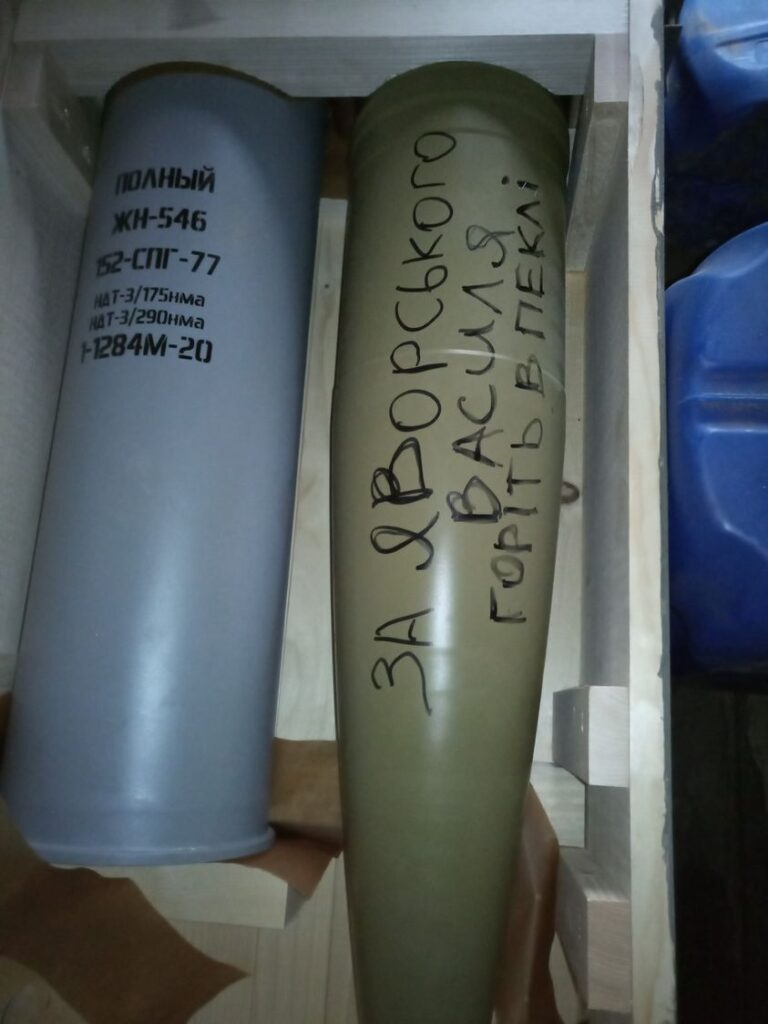 ПОЛНЫЙ
ЖН-546
152-СПГ-77
НДТ-3/175нма
НДТ-3/290нма
1-1284М-20
ЗА ЯВОРСЬКОГО
ВАСИЛЯ
ГОРІТЬ В ПЕКЛІ